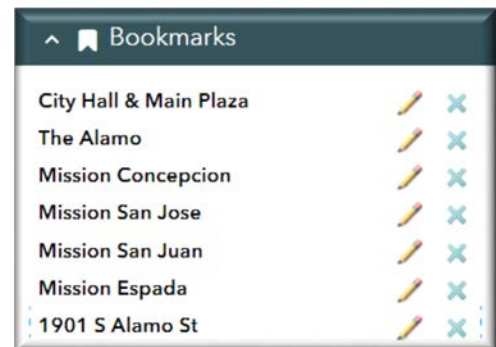 Bookmarks
City Hall & Main Plaza
The Alamo
Mission Concepcion
Mission San Jose
Mission San Juan
Mission Espada
1901 S Alamo St